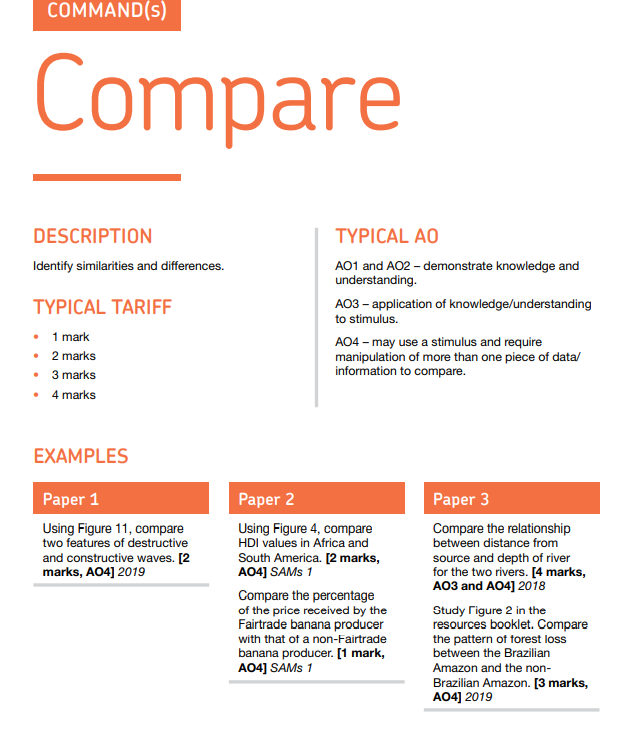 COMMAND(s)
Compare
DESCRIPTION
Identify similarities and differences.
TYPICAL TARIFF
• 1 mark
• 2 marks
• 3 marks
• 4 marks
TYPICAL AO
AO1 and AO2 – demonstrate knowledge and
understanding.
AO3 – application of knowledge/understanding
to stimulus.
AO4 – may use a stimulus and require
manipulation of more than one piece of data/
information to compare.
EXAMPLES
Paper 1
Using Figure 11, compare
two features of destructive
and constructive waves. [2
marks, AO4] 2019
Paper 2
Using Figure 4, compare
HDI values in Africa and
South America. [2 marks,
AO4] SAMs 1
Compare the percentage
of the price received by the
Fairtrade banana producer
with that of a non-Fairtrade
banana producer. [1 mark,
AO4] SAMs 1
Paper 3
Compare the relationship
between distance from
source and depth of river
for the two rivers. [4 marks,
AO3 and AO4] 2018
Study Figure 2 in the
resources booklet. Compare
the pattern of forest loss
between the Brazilian
Amazon and the non-
Brazilian Amazon. [3 marks,
AO4] 2019